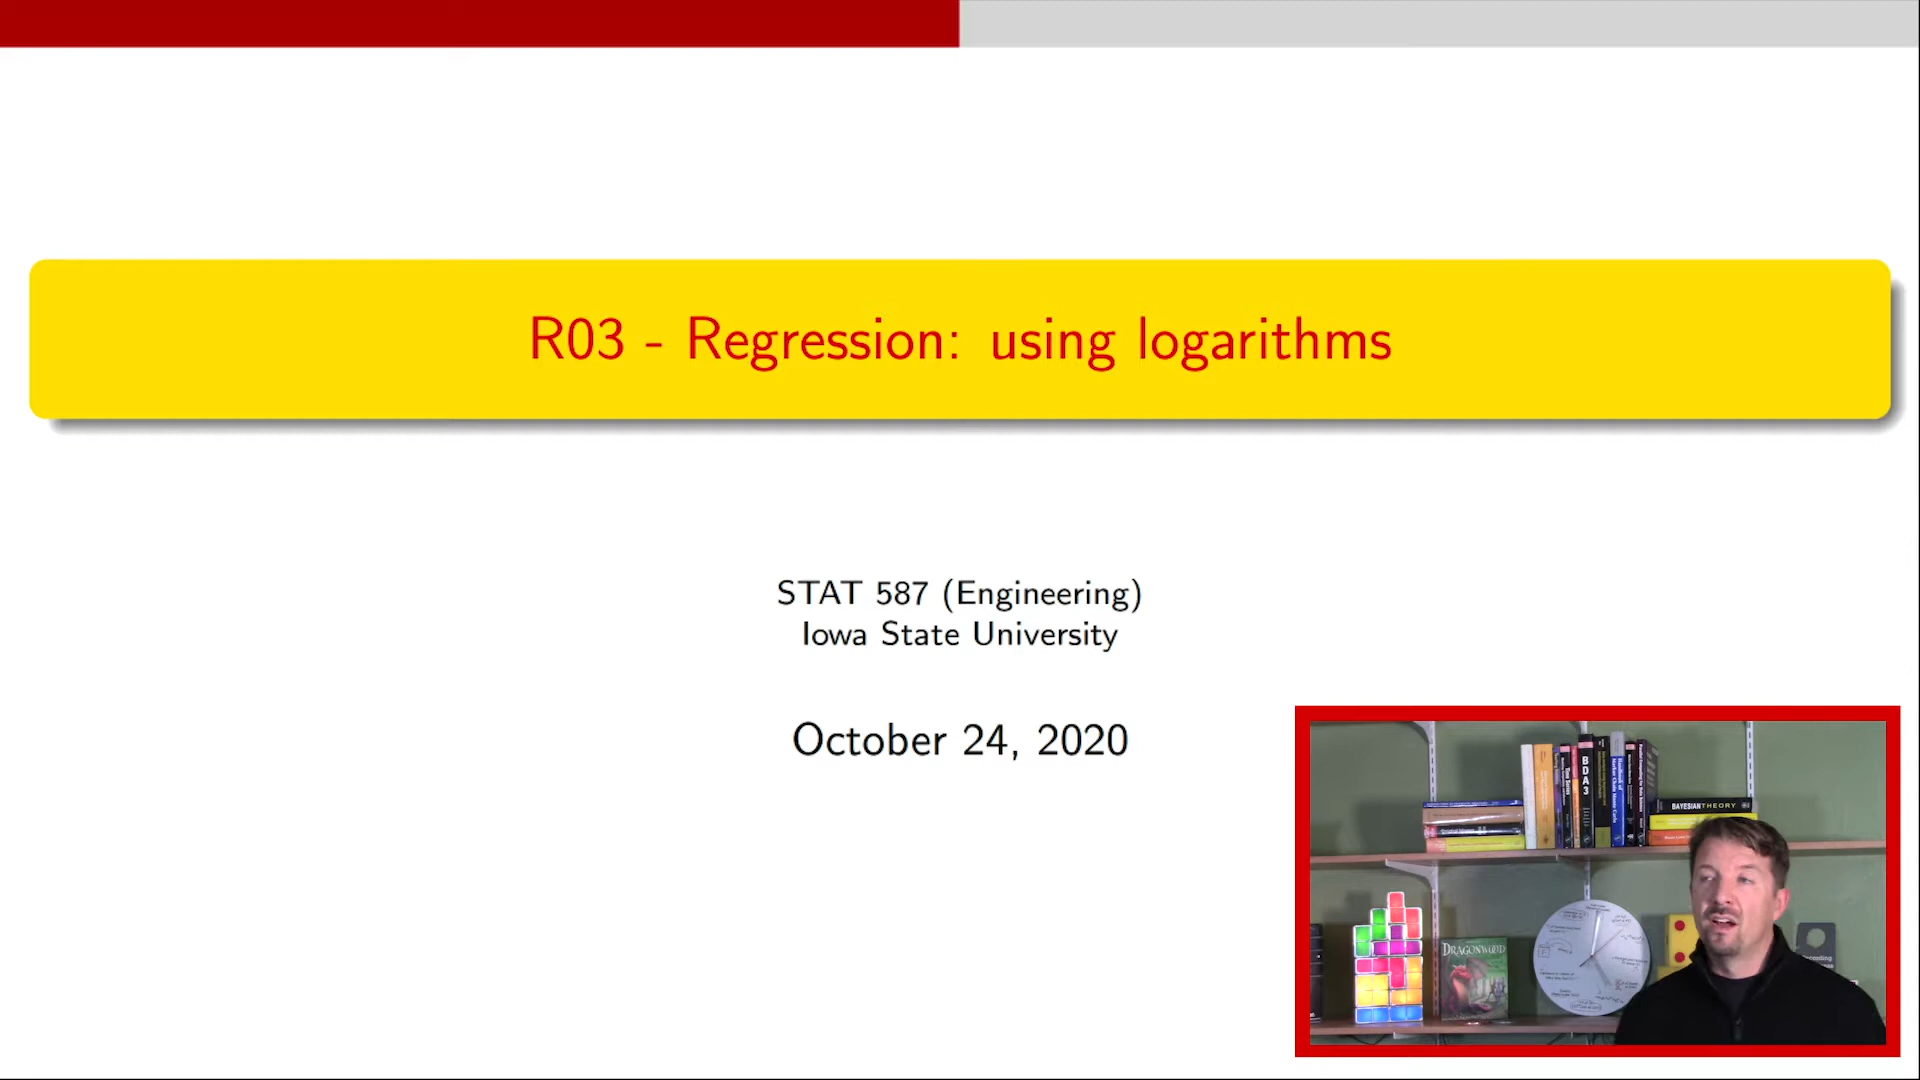 R03 - Regression: using logarithms
STAT 587 (Engineering)
Iowa State University
October 24, 2020
BDA3
BAYESIAN THEORY
DRAGONWOOD